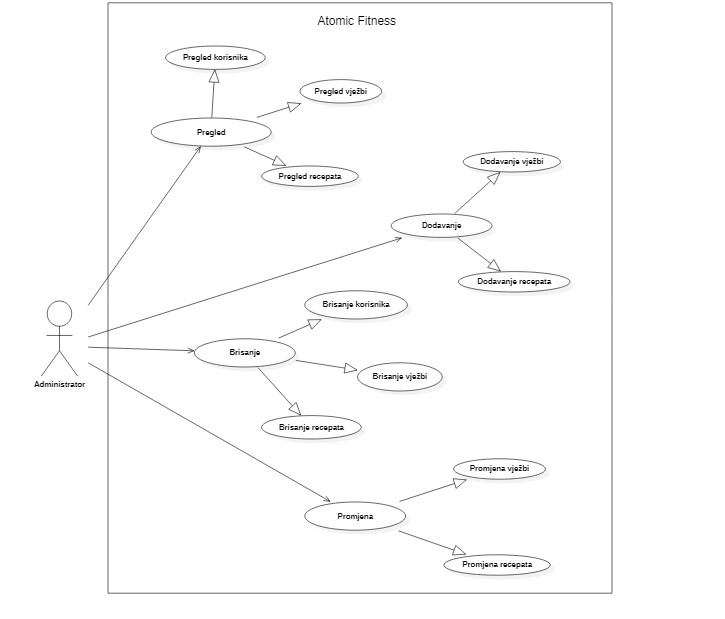 Atomic Fitness
Pregled korisnika
Pregled vježbi
Pregled
Pregled recepata
Dodavanje vježbi
Dodavanje
Dodavanje recepata
Brisanje korisnika
Brisanje
Brisanje vježbi
Brisanje recepata
Administrator
Promjena vježbi
Promjena
Promjena recepata